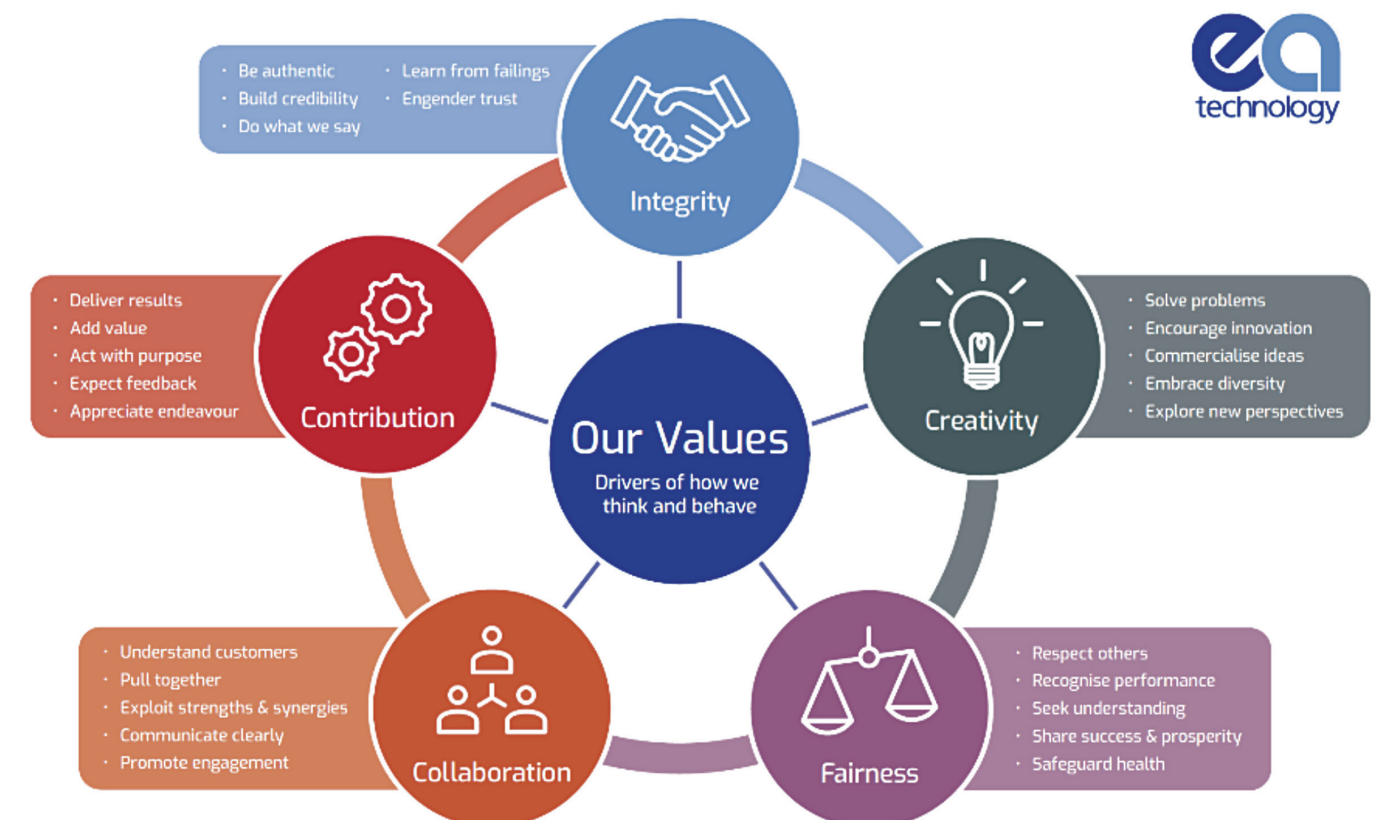 ea
technology
· Be authentic
· Build credibility
· Do what we say
· Learn from failings
· Engender trust
Integrity
· Deliver results
· Add value
· Act with purpose
· Expect feedback
· Appreciate endeavour
Contribution
· Solve problems
· Encourage innovation
· Commercialise ideas
· Embrace diversity
· Explore new perspectives
Creativity
Our Values
Drivers of how we
think and behave
· Understand customers
· Pull together
· Exploit strengths & synergies
· Communicate clearly
· Promote engagement
Collaboration
· Respect others
· Recognise performance
· Seek understanding
· Share success & prosperity
· Safeguard health
Fairness